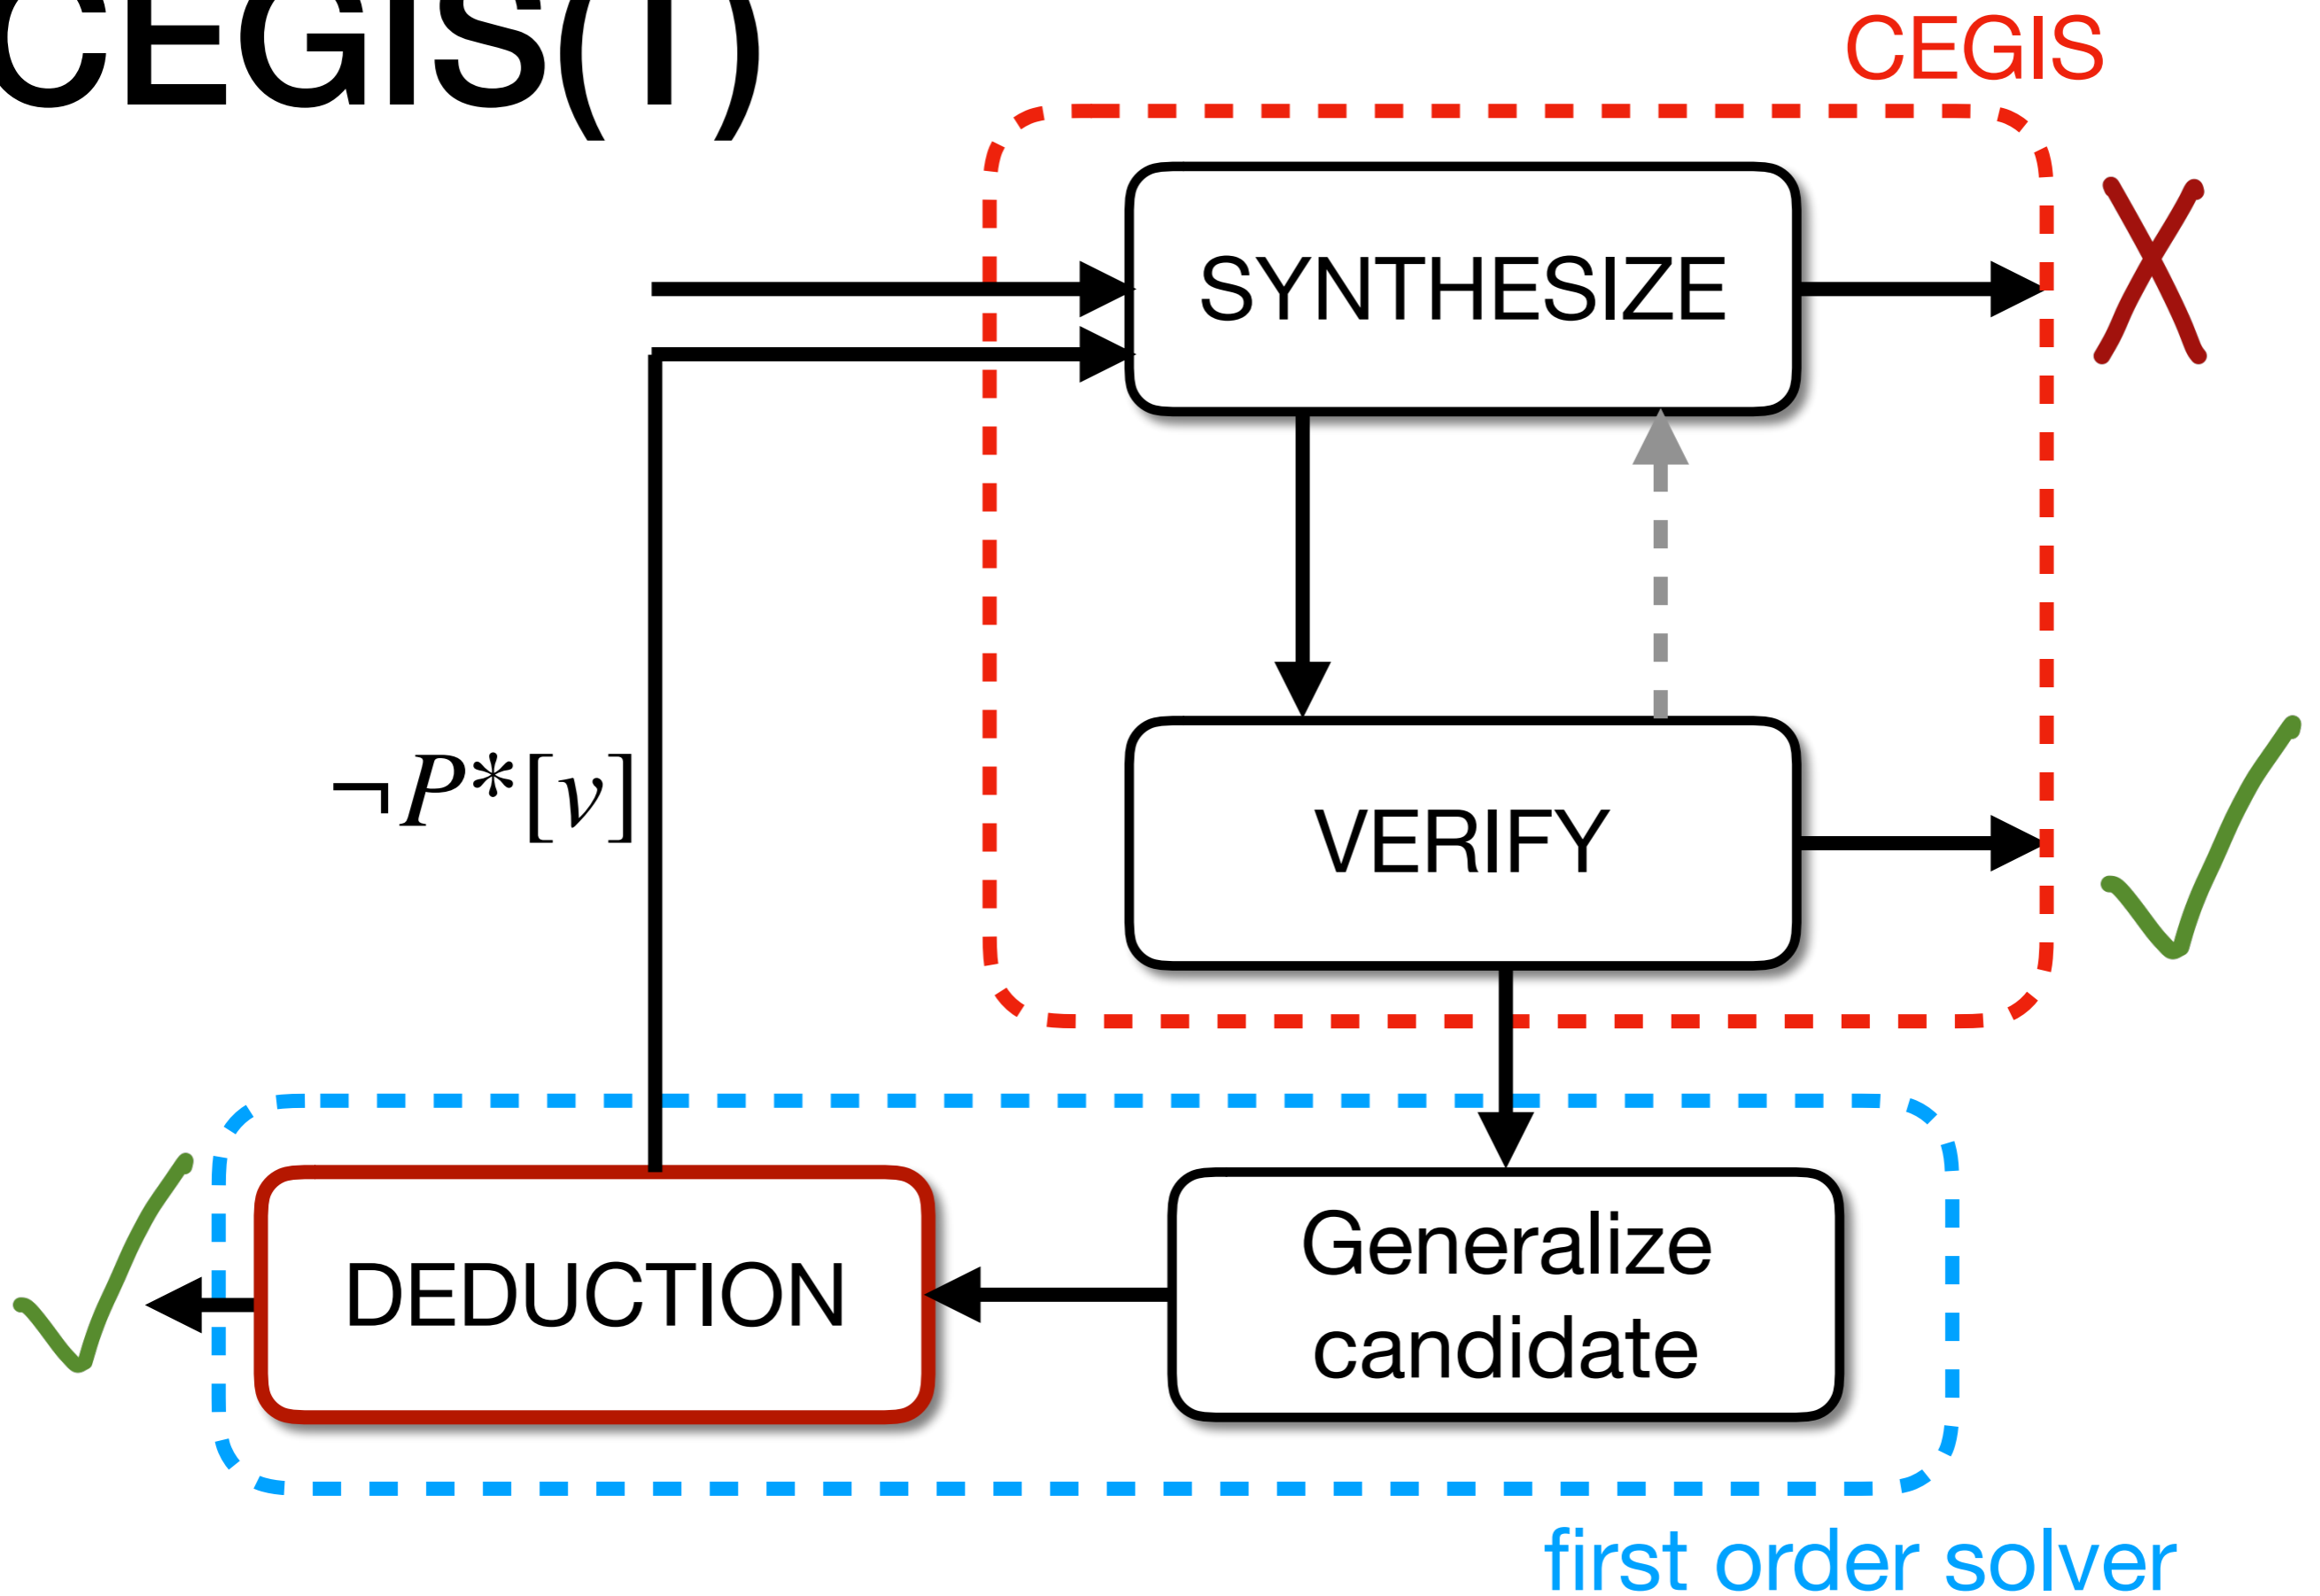 CEGIS(T)
CEGIS
SYNTHESIZE
¬P*[v]
VERIFY
DEDUCTION
Generalize
candidate
first order solver